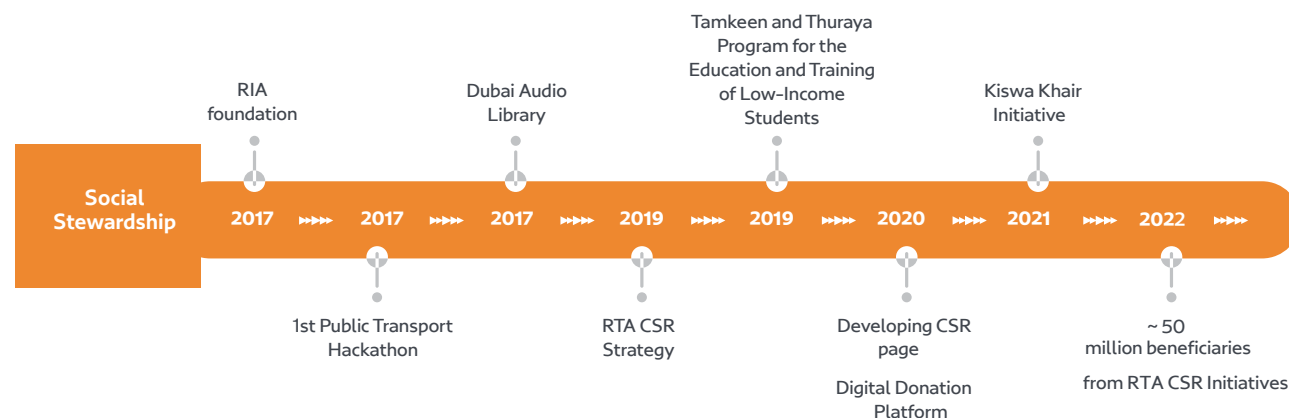 Tamkeen and Thuraya
Program for the
Education and Training
of Low-Income
Students
RIA
foundation
Dubai Audio
Library
Kiswa Khair
Initiative
Social
Stewardship
2017
2017
2017
2019
2019
2020
2021
2022
1st Public Transport
Hackathon
RTA CSR
Strategy
Developing CSR
page
Digital Donation
Platform
~ 50
million beneficiaries
from RTA CSR Initiatives